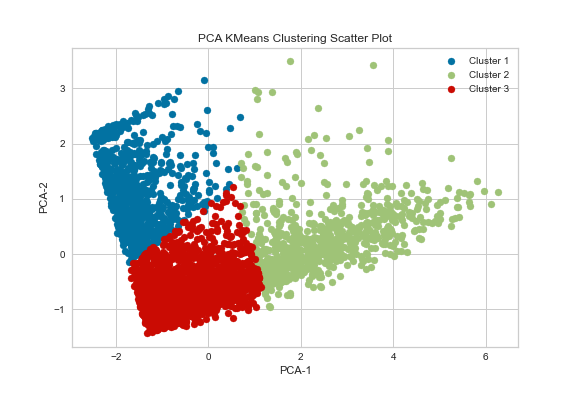 PCA KMeans Clustering Scatter Plot
Cluster 1
Cluster 2
Cluster 3
3
2
1
0
−1
PCA-2
−2
0
2
4
6
PCA-1